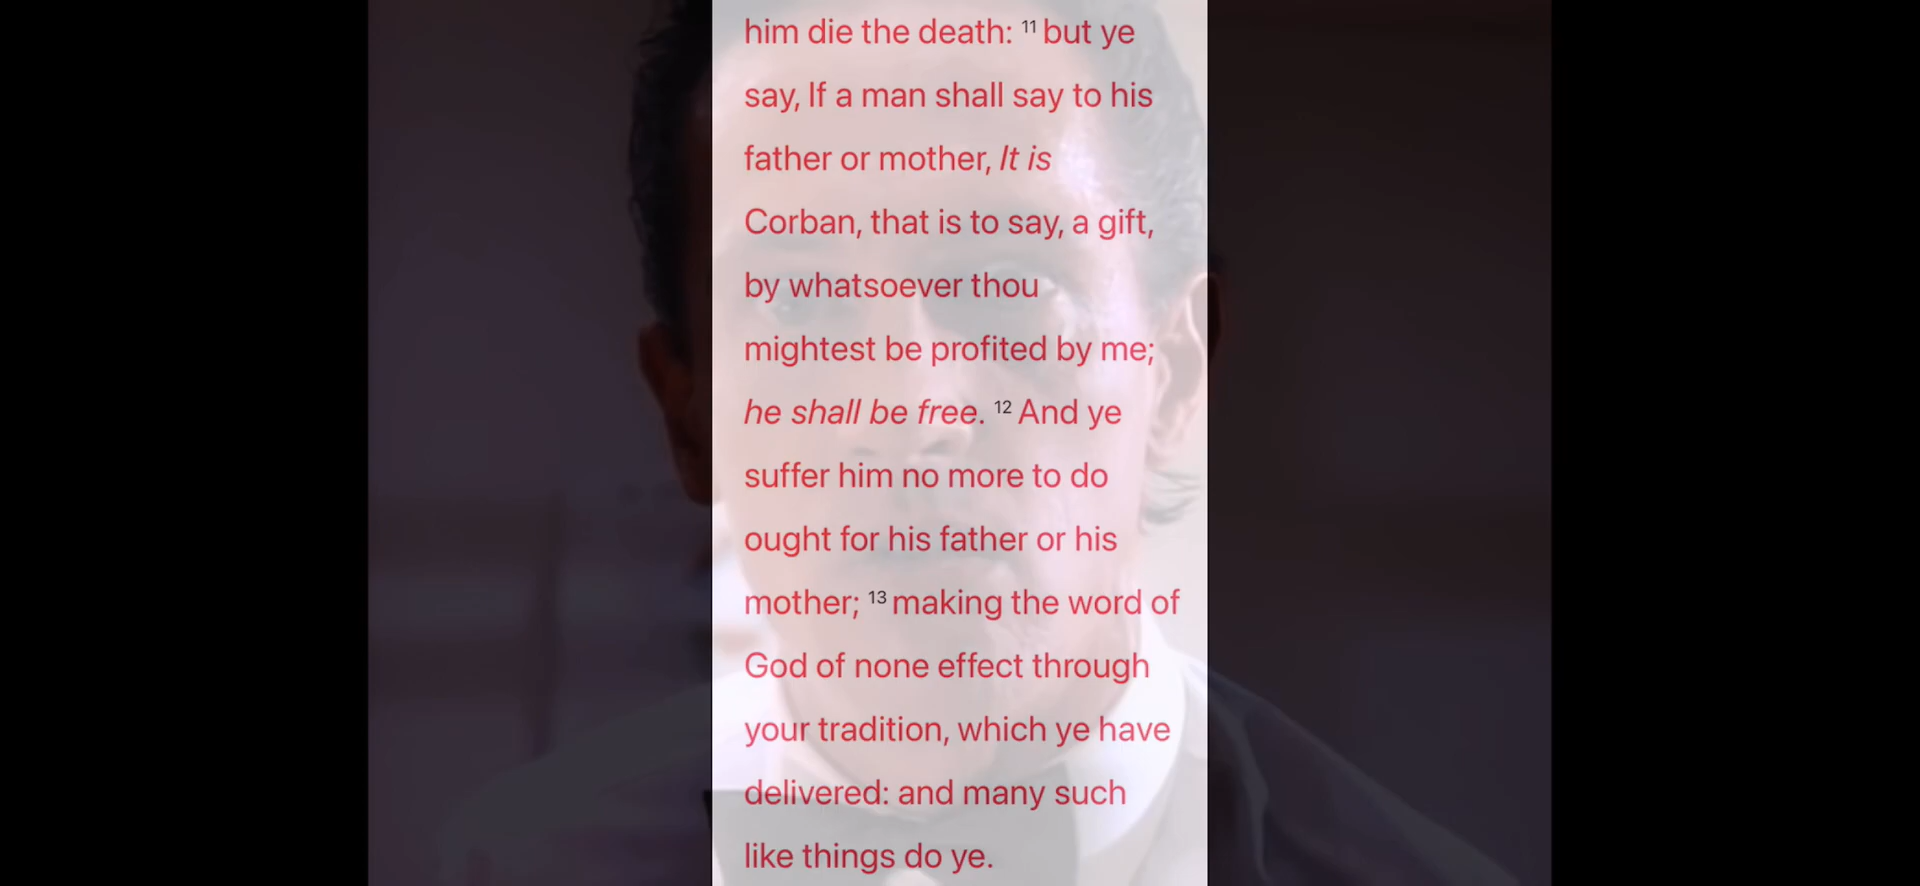 him die the death: 11 but ye
say, If a man shall say to his
father or mother, It is
Corban, that is to say, a gift,
by whatsoever thou
mightest be profited by me;
he shall be free. 12 And ye
suffer him no more to do
ought for his father or his
mother; 13 making the word of
God of none effect through
your tradition, which ye have
delivered: and many such
like things do ye.